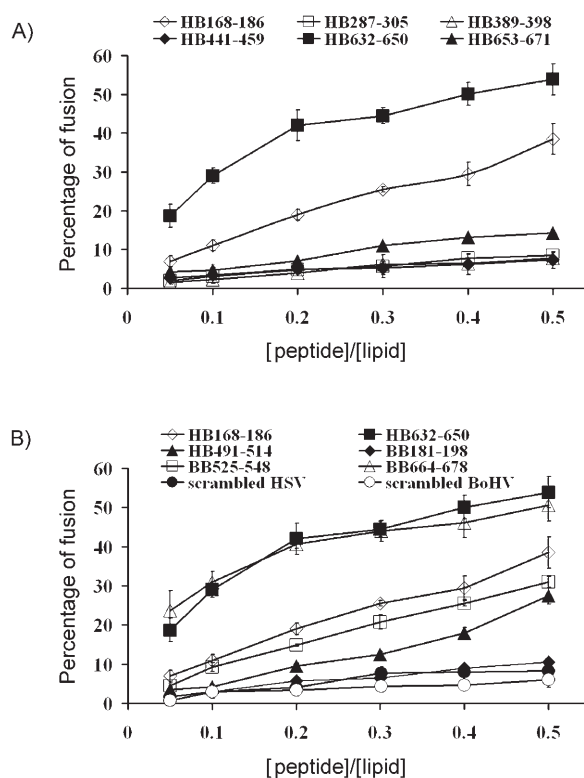 A)
HB168-186 HB287-305 HB389-398
HB441-459 HB632-650 HB653-671
Percentage of fusion
60
50
40
30
20
10
0
0 0.1 0.2 0.3 0.4 0.5
[peptide]/[lipid]
B)
HB168-186 HB632-650
HB491-514 BB181-198
BB525-548 BB664-678
scrambled HSV scrambled BoHV
Percentage of fusion
60
50
40
30
20
10
0
0 0.1 0.2 0.3 0.4 0.5
[peptide]/[lipid]